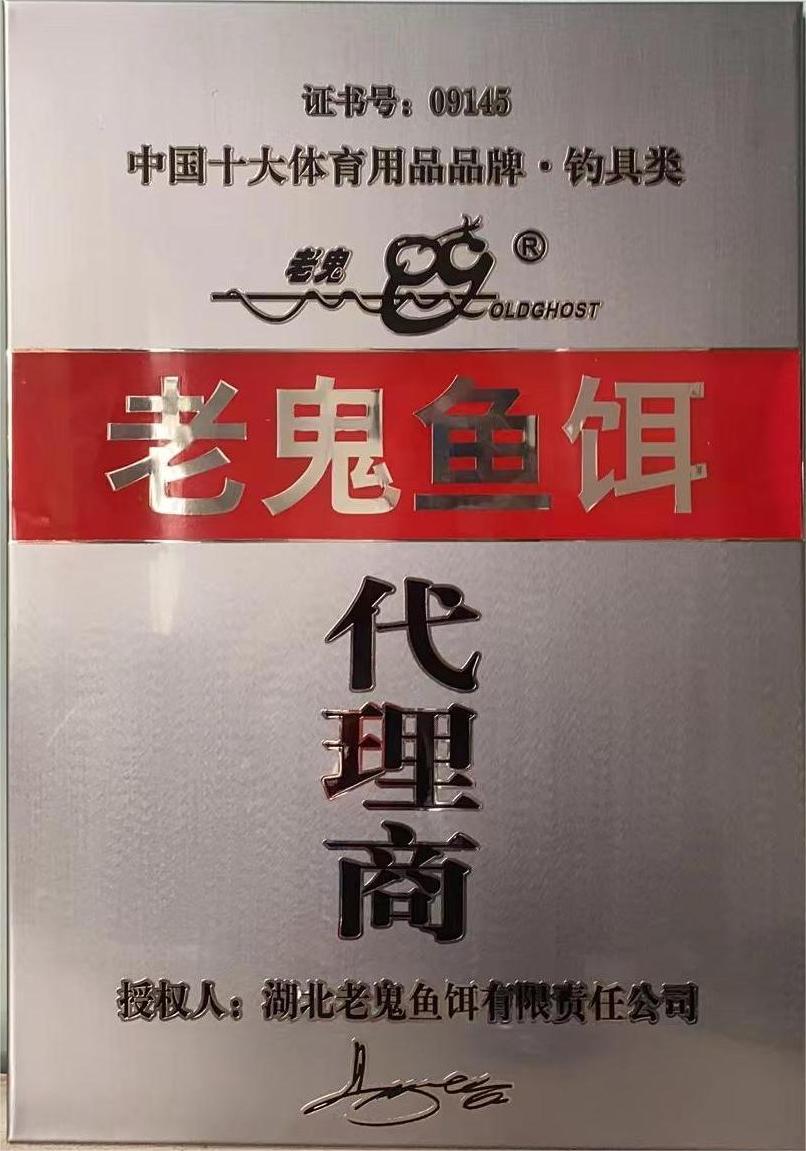 证书号：09145
中国十大体育用品品牌·钓具类
老鬼
®
OLDGHOST
老鬼鱼饵
代
理
商
授权人：湖北老鬼鱼饵有限责任公司